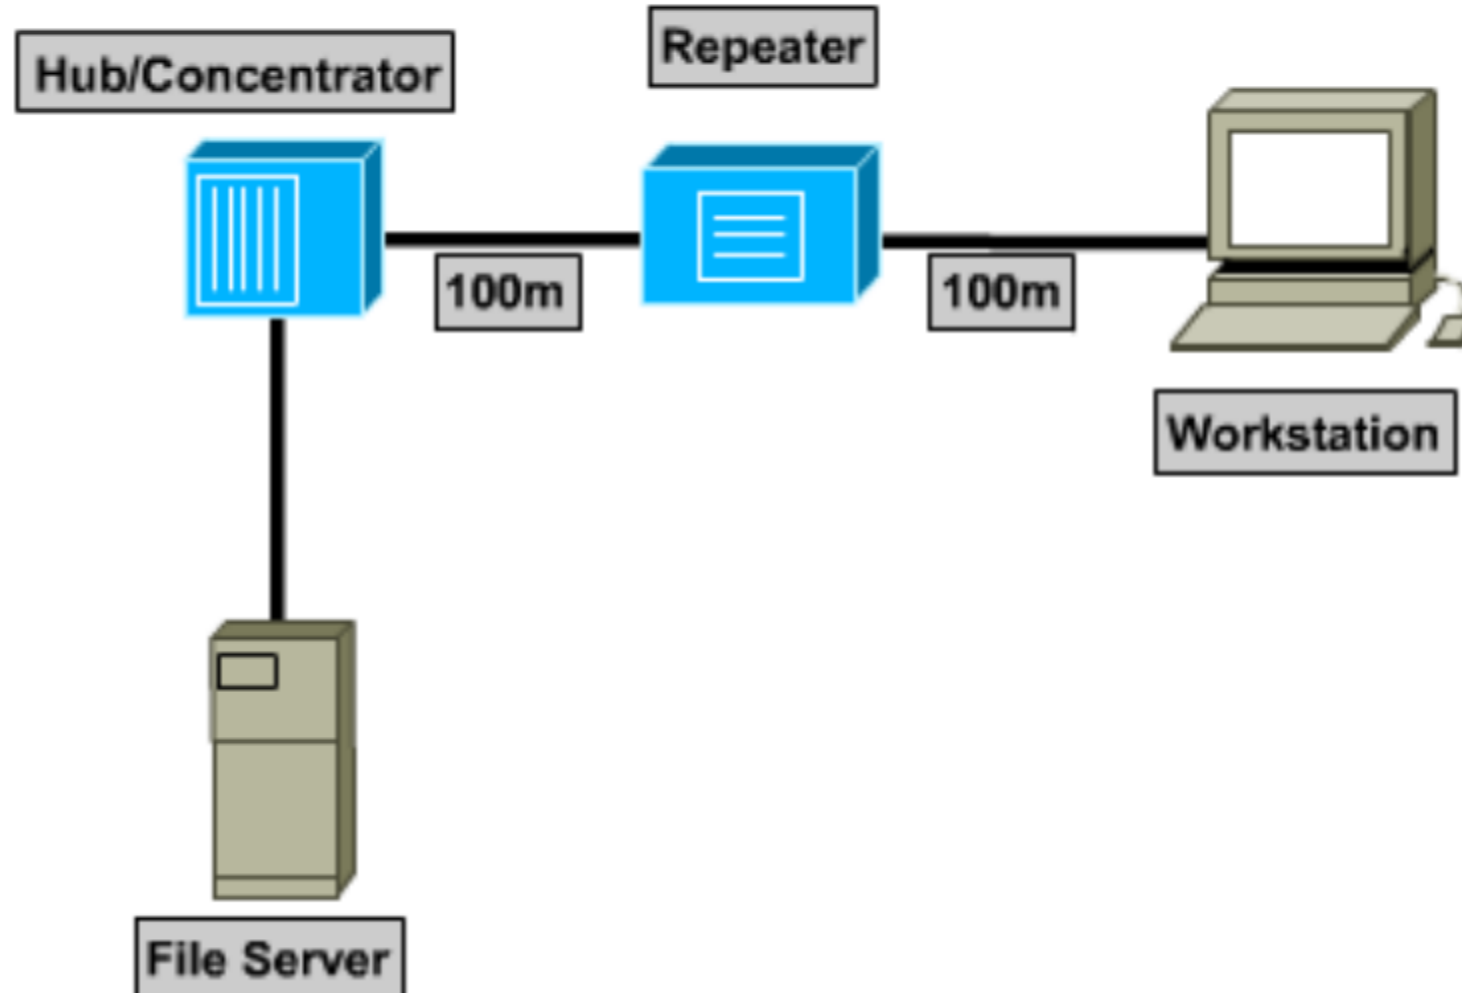 Hub/Concentrator
Repeater
100m
100m
Workstation
File Server